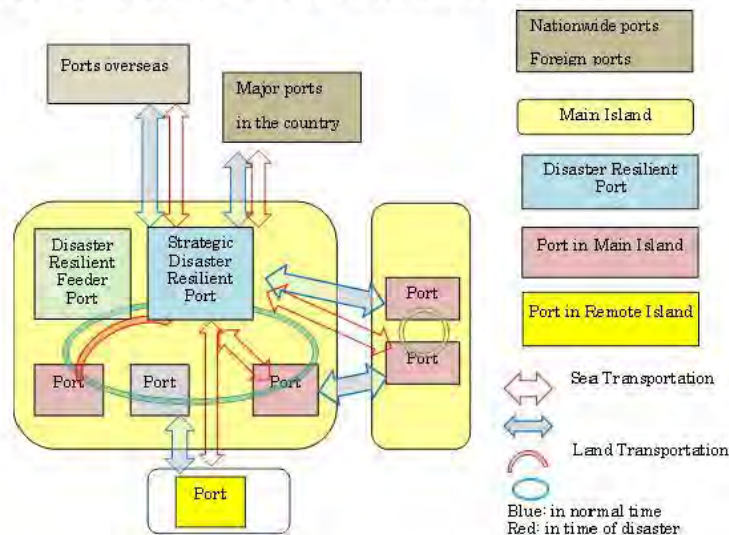 Ports overseas
Major ports
in the country
Disaster
Resilient
Feeder
Port
Strategic
Disaster
Resilient
Port
Port
Port
Port
Port
Port
Port
Nationwide ports
Foreign ports
Main Island
Disaster Resilient
Port
Port in Main Island
Port in Remote Island
Sea Transportation
Land Transportation
Blue: in normal time
Red: in time of disaster